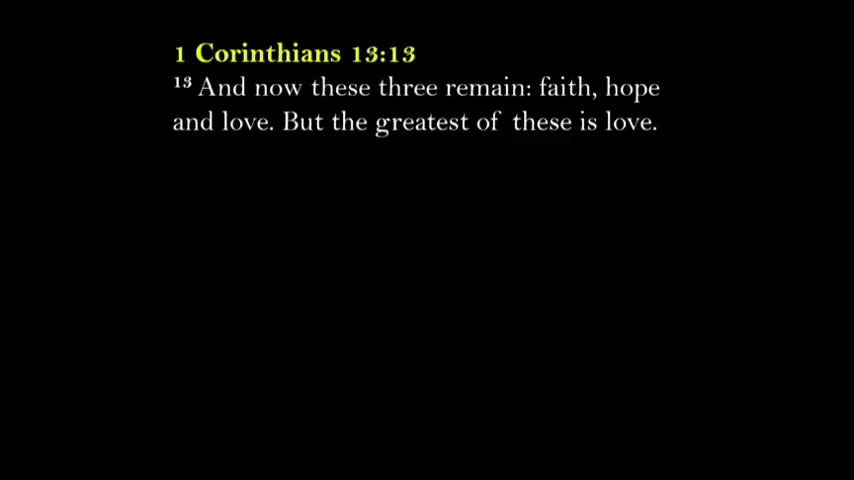 1 Corinthians 13:13
13 And now these three remain: faith, hope
and love. But the greatest of these is love.